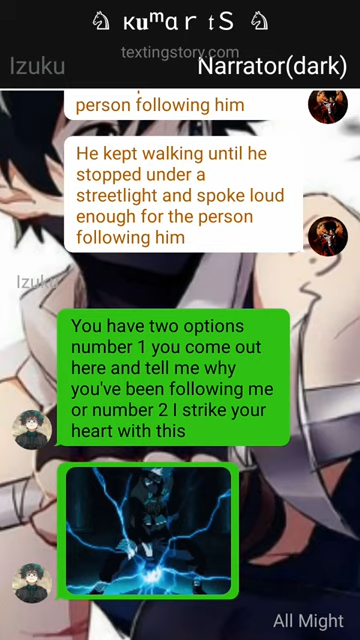 ♘ ĸ𝐮ᵐα r 𝑡S ♘
textingstory.com
Izuku
Narrator(dark)
person following him
He kept walking until he
stopped under a
streetlight and spoke loud
enough for the person
following him
Izuku
You have two options
number 1 you come out
here and tell me why
you've been following me
or number 2 I strike your
heart with this
All Might